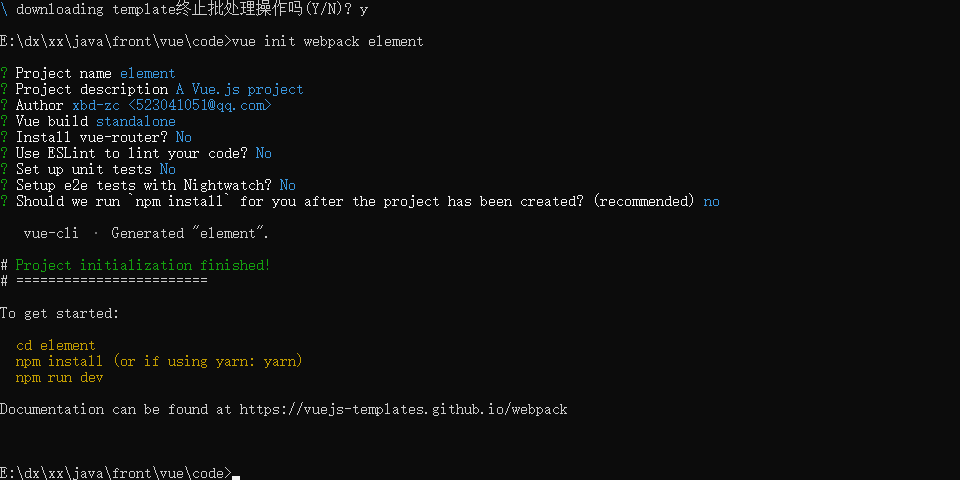 \ downloading template终止批处理操作吗(Y/N)? y
E:\dx\xx\java\front\vue\code>vue init webpack element
? Project name element
? Project description A Vue.js project
? Author xbd-zc <523041051@qq.com>
? Vue build standalone
? Install vue-router? No
? Use ESLint to lint your code? No
? Set up unit tests No
? Setup e2e tests with Nightwatch? No
? Should we run `npm install` for you after the project has been created? (recommended) no
vue-cli · Generated "element".
# Project initialization finished!
# ========================
To get started:
cd element
npm install (or if using yarn: yarn)
npm run dev
Documentation can be found at https://vuejs-templates.github.io/webpack
E:\dx\xx\java\front\vue\code>